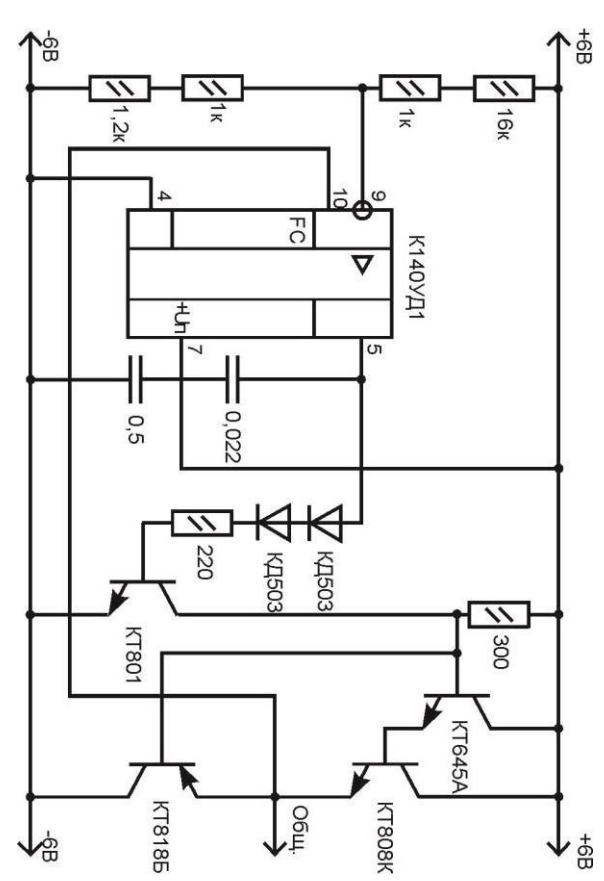 -6В
+6В
1,2к
1к
1к
16к
4
10
9
FC
К140УД1
+Uп
7
5
0,5
0,022
220
КД503
КД503
300
КТ801
КТ645А
КТ818Б
Общ.
КТ808К
-6В
+6В